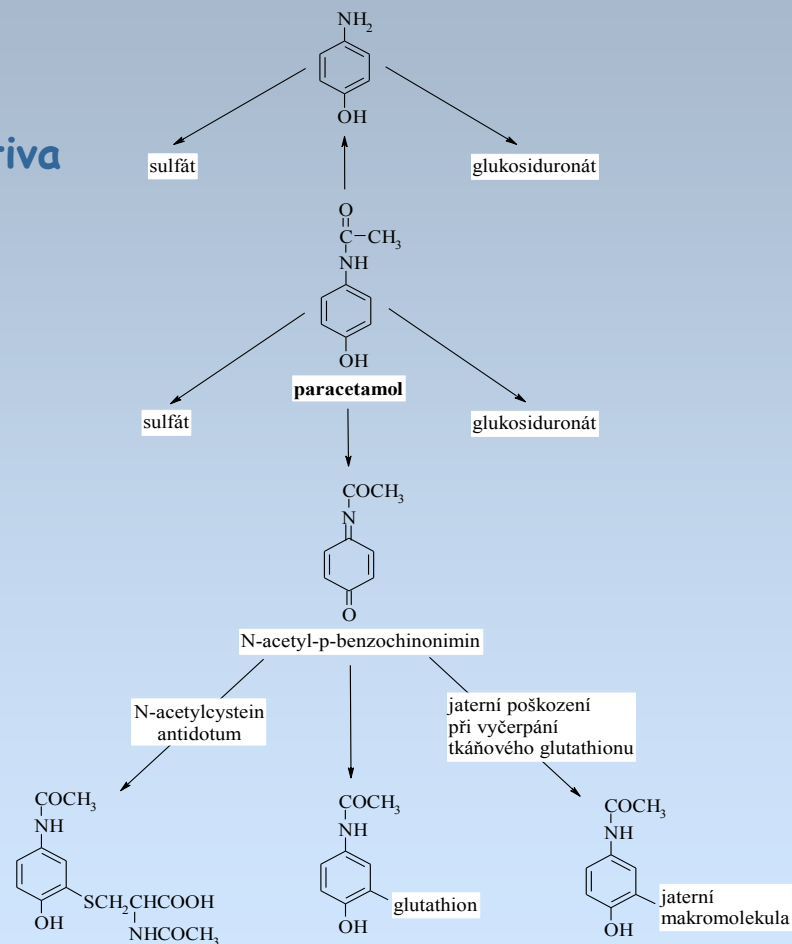 NH2
OH
riva
sulfát
glukosiduronát
O
C–CH3
NH
OH
paracetamol
sulfát
glukosiduronát
COCH3
N
O
N-acetyl-p-benzochinonimin
N-acetylcystein
antidotum
jaterní poškození
při vyčerpání
tkáňového glutathionu
COCH3
NH
SCH2CHCOOH
OH
NHCOCH3
COCH3
NH
glutathion
OH
COCH3
NH
jaterní
makromolekula
OH